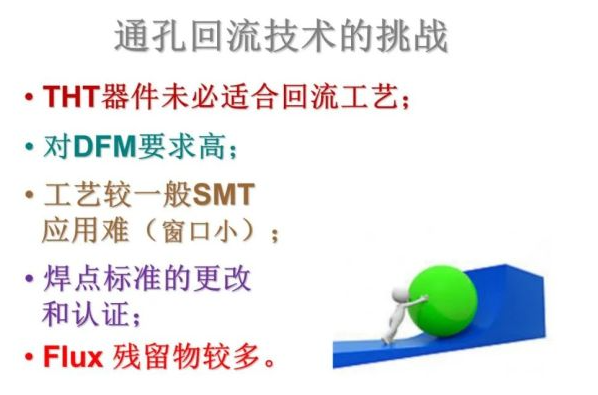 通孔回流技术的挑战
• THT器件未必适合回流工艺；
• 对DFM要求高；
• 工艺较一般SMT
应用难（窗口小）；
• 焊点标准的更改
和认证；
• Flux 残留物较多。